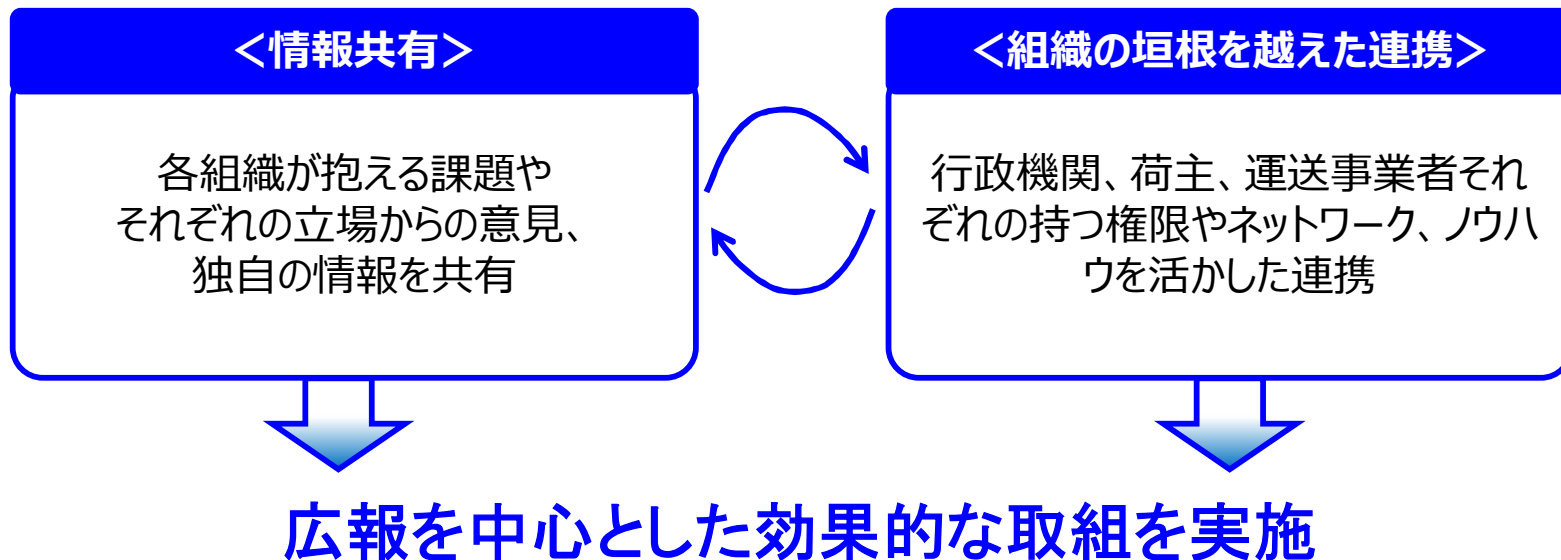 ＜情報共有＞
各組織が抱える課題や
それぞれの立場からの意見、
独自の情報を共有
＜組織の垣根を越えた連携＞
行政機関、荷主、運送事業者それ
ぞれの持つ権限やネットワーク、ノウハ
ウを活かした連携
広報を中心とした効果的な取組を実施